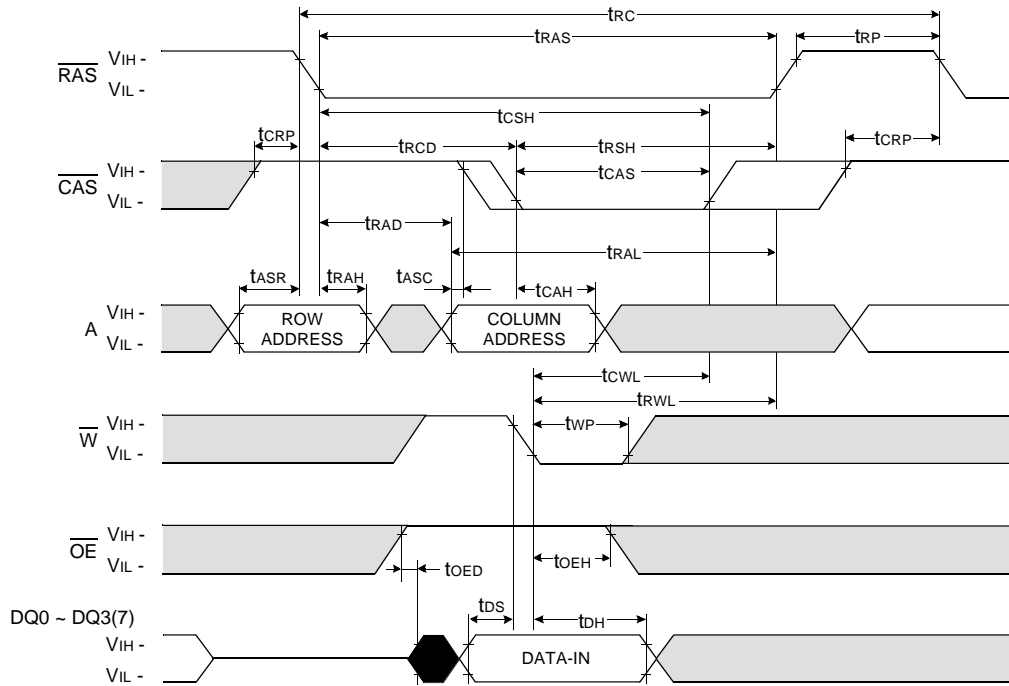 tRC
tRAS
tRP
RAS
VIH -
VIL -
tCSH
tCRP
tRCD
tRSH
tCRP
CAS
VIH -
VIL -
tCAS
tRAD
tRAL
tASR
tRAH
tASC
tCAH
A
VIH -
VIL -
ROW
ADDRESS
COLUMN
ADDRESS
tCWL
tRWL
W
VIH -
VIL -
tWP
OE
VIH -
VIL -
tOED
tOEH
DQ0 ~ DQ3(7)
tDS
tDH
VIH -
VIL -
DATA-IN